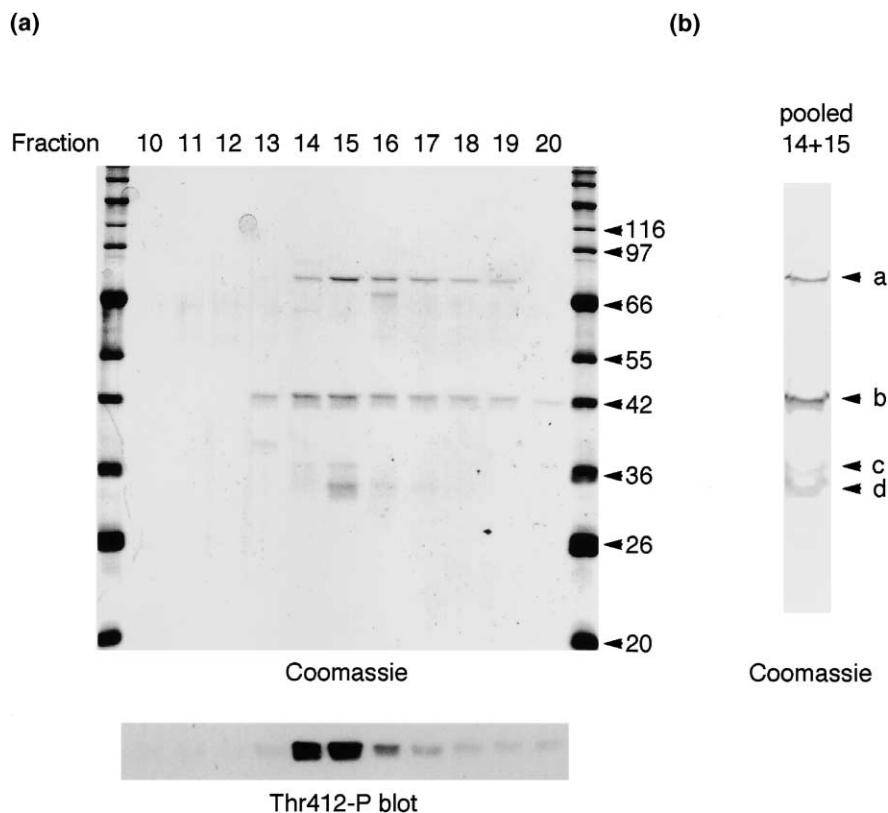 (a)
(b)
Fraction 10 11 12 13 14 15 16 17 18 19 20
pooled
14+15
116
97
66
55
42
36
26
20
a
b
c
d
Coomassie
Coomassie
Thr412-P blot